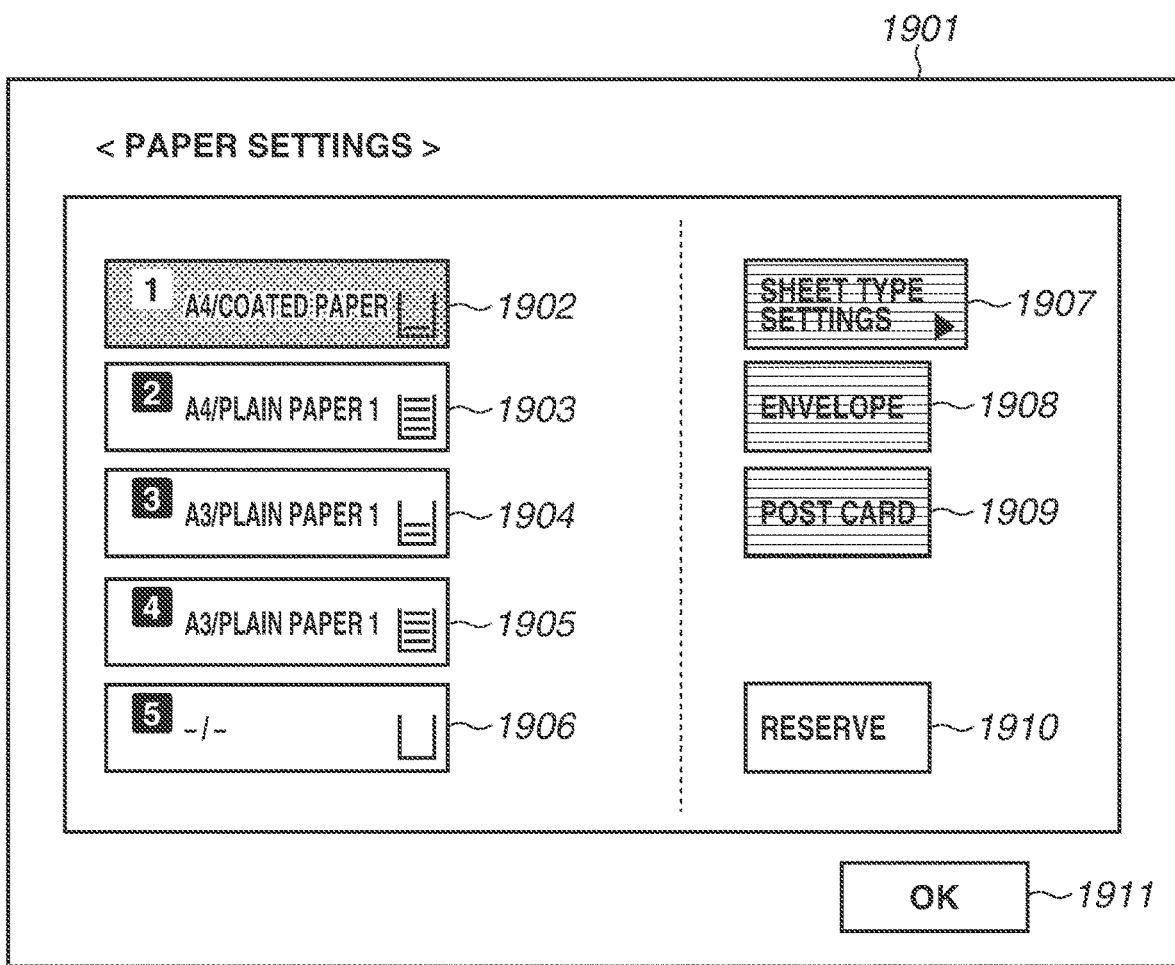 1901
< PAPER SETTINGS >
1 A4/COATED PAPER 1902
2 A4/PLAIN PAPER 1 1903
3 A3/PLAIN PAPER 1 1904
4 A3/PLAIN PAPER 1 1905
5 -/- 1906
SHEET TYPE
SETTINGS 1907
ENVELOPE 1908
POST CARD 1909
RESERVE 1910
OK 1911